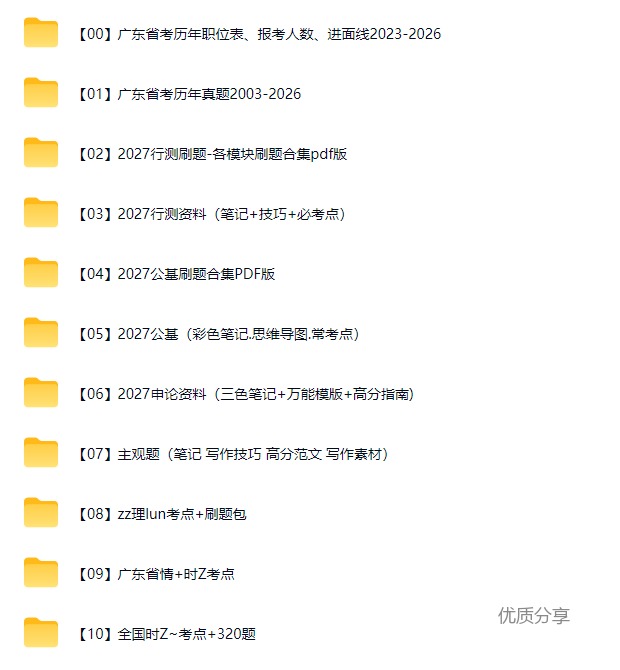 【00】广东省考历年职位表、报考人数、进面线2023-2026
【01】广东省考历年真题2003-2026
【02】2027行测刷题-各模块刷题合集pdf版
【03】2027行测资料（笔记+技巧+必考点）
【04】2027公基刷题合集PDF版
【05】2027公基（彩色笔记.思维导图.常考点）
【06】2027申论资料（三色笔记+万能模版+高分指南)
【07】主观题（笔记 写作技巧 高分范文 写作素材）
【08】zz理lun考点+刷题包
【09】广东省情+时Z考点
优质分享
【10】全国时Z~考点+320题